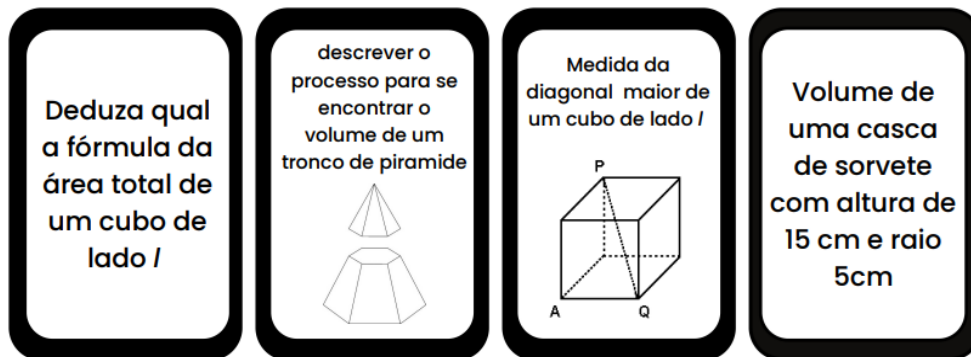 Deduza qual
a fórmula da
área total de
um cubo de
lado l
descrever o
processo para se
encontrar o
volume de um
tronco de piramide
Medida da
diagonal maior de
um cubo de lado l
P
A
Q
Volume de
uma casca
de sorvete
com altura de
15 cm e raio
5cm